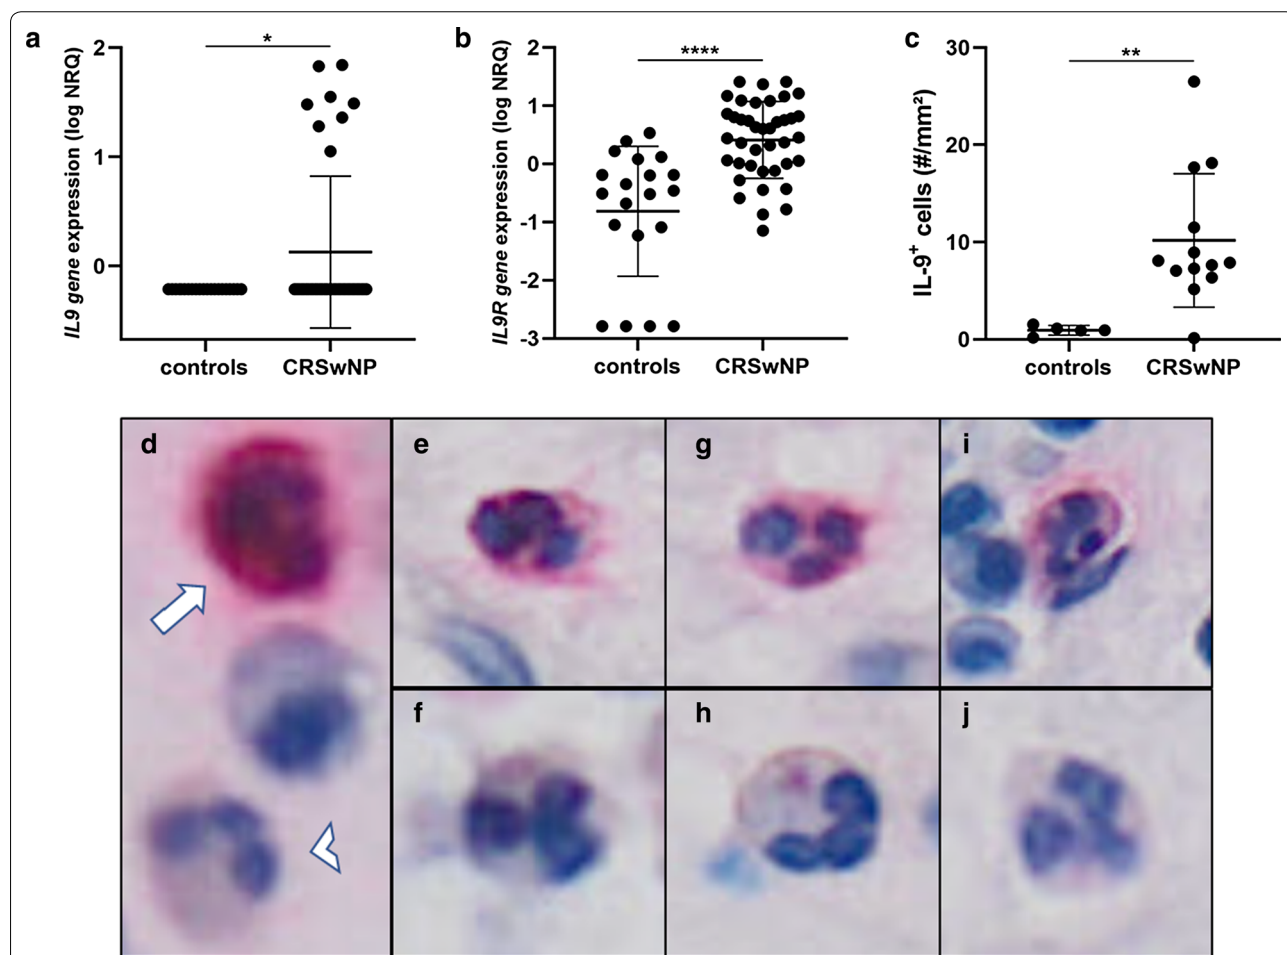 a
IL9 gene expression (log NRQ)
2
1
0
*
controls
CRSwNP
b
IL9R gene expression (log NRQ)
2
1
0
-1
-2
-3
****
controls
CRSwNP
c
IL-9+ cells (#/mm²)
30
20
10
0
**
controls
CRSwNP
d
e
g
i
f
h
j